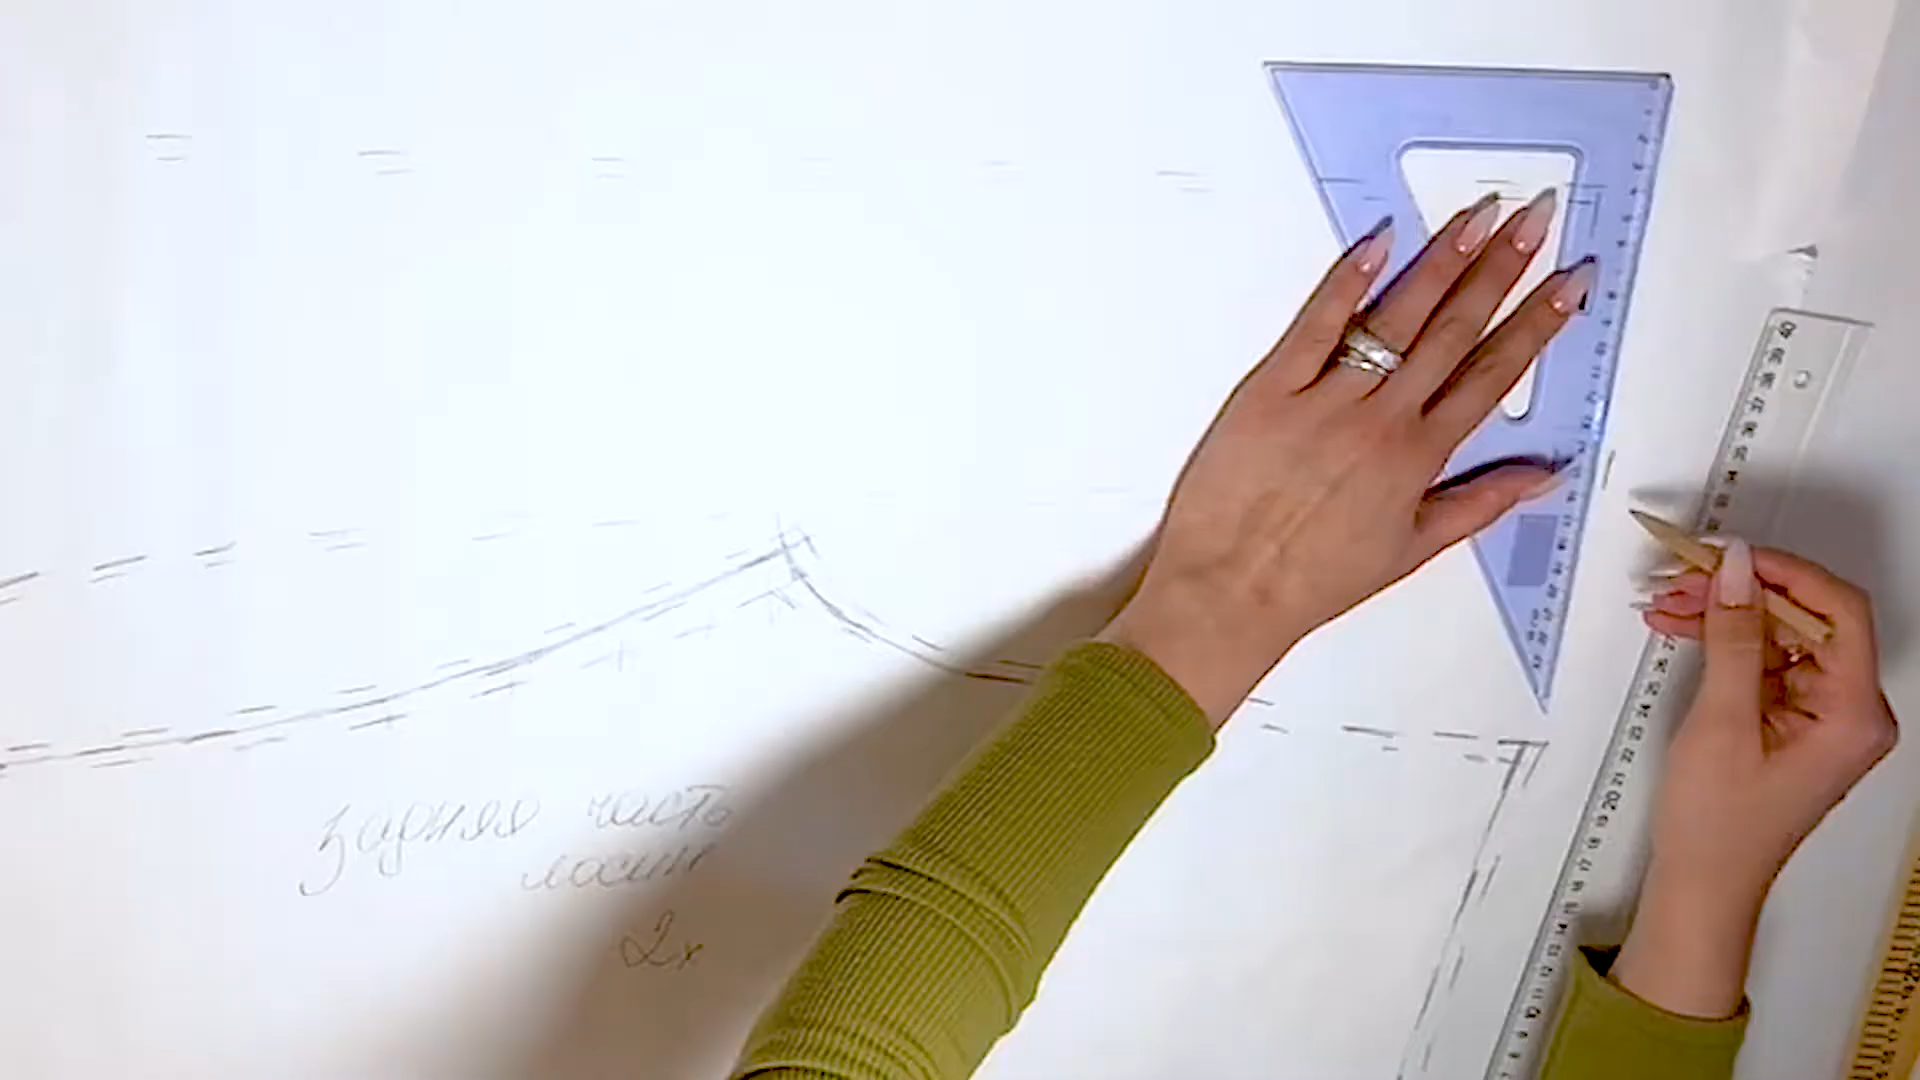 задняя часть
лосин
2х